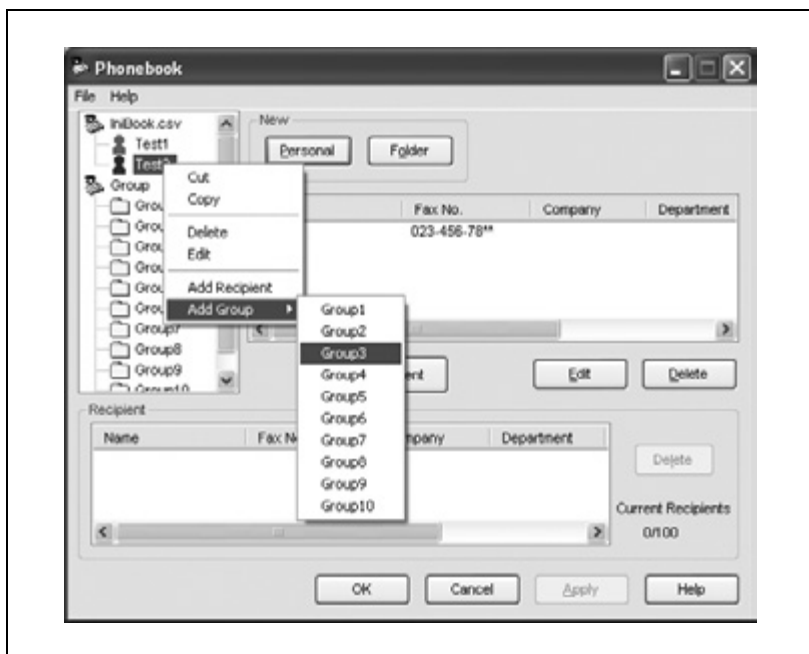 Phonebook
File Help
IniBook.csv
Test1
Group
Group7
Group8
Group9
Group10
New
Personal Folder
Cut
Copy
Delete
Edit
Add Recipient
Add Group
Group1
Group2
Group3
Group4
Group5
Group6
Group7
Group8
Group9
Group10
Fax No. Company Department
023-456-78**
Edit Delete
Recipient
Name Department
Delete
Current Recipients
0/100
OK Cancel Apply Help